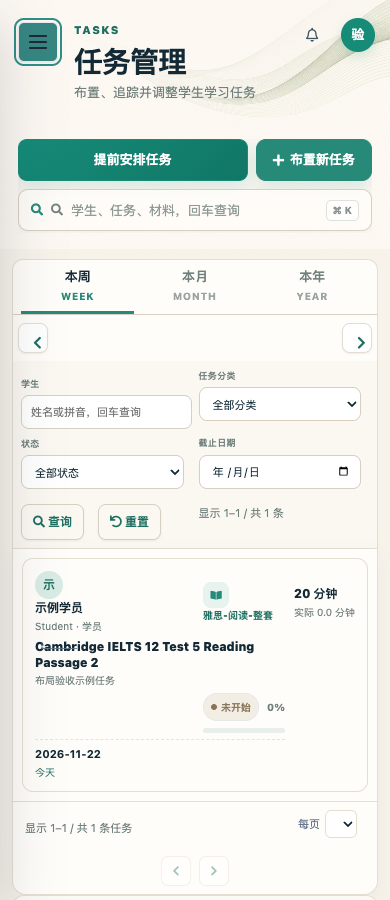 TASKS
任务管理
布置、追踪并调整学生学习任务
验
提前安排任务
布置新任务
学生、任务、材料，回车查询
⌘ K
本周
WEEK
本月
MONTH
本年
YEAR
学生
任务分类
姓名或拼音，回车查询
全部分类
状态
截止日期
全部状态
年 /月/日
查询
重置
显示 1–1 / 共 1 条
示
示例学员
Student · 学员
雅思-阅读-整套
20 分钟
实际 0.0 分钟
Cambridge IELTS 12 Test 5 Reading
Passage 2
布局验收示例任务
未开始
0%
2026-11-22
今天
显示 1–1 / 共 1 条任务
每页